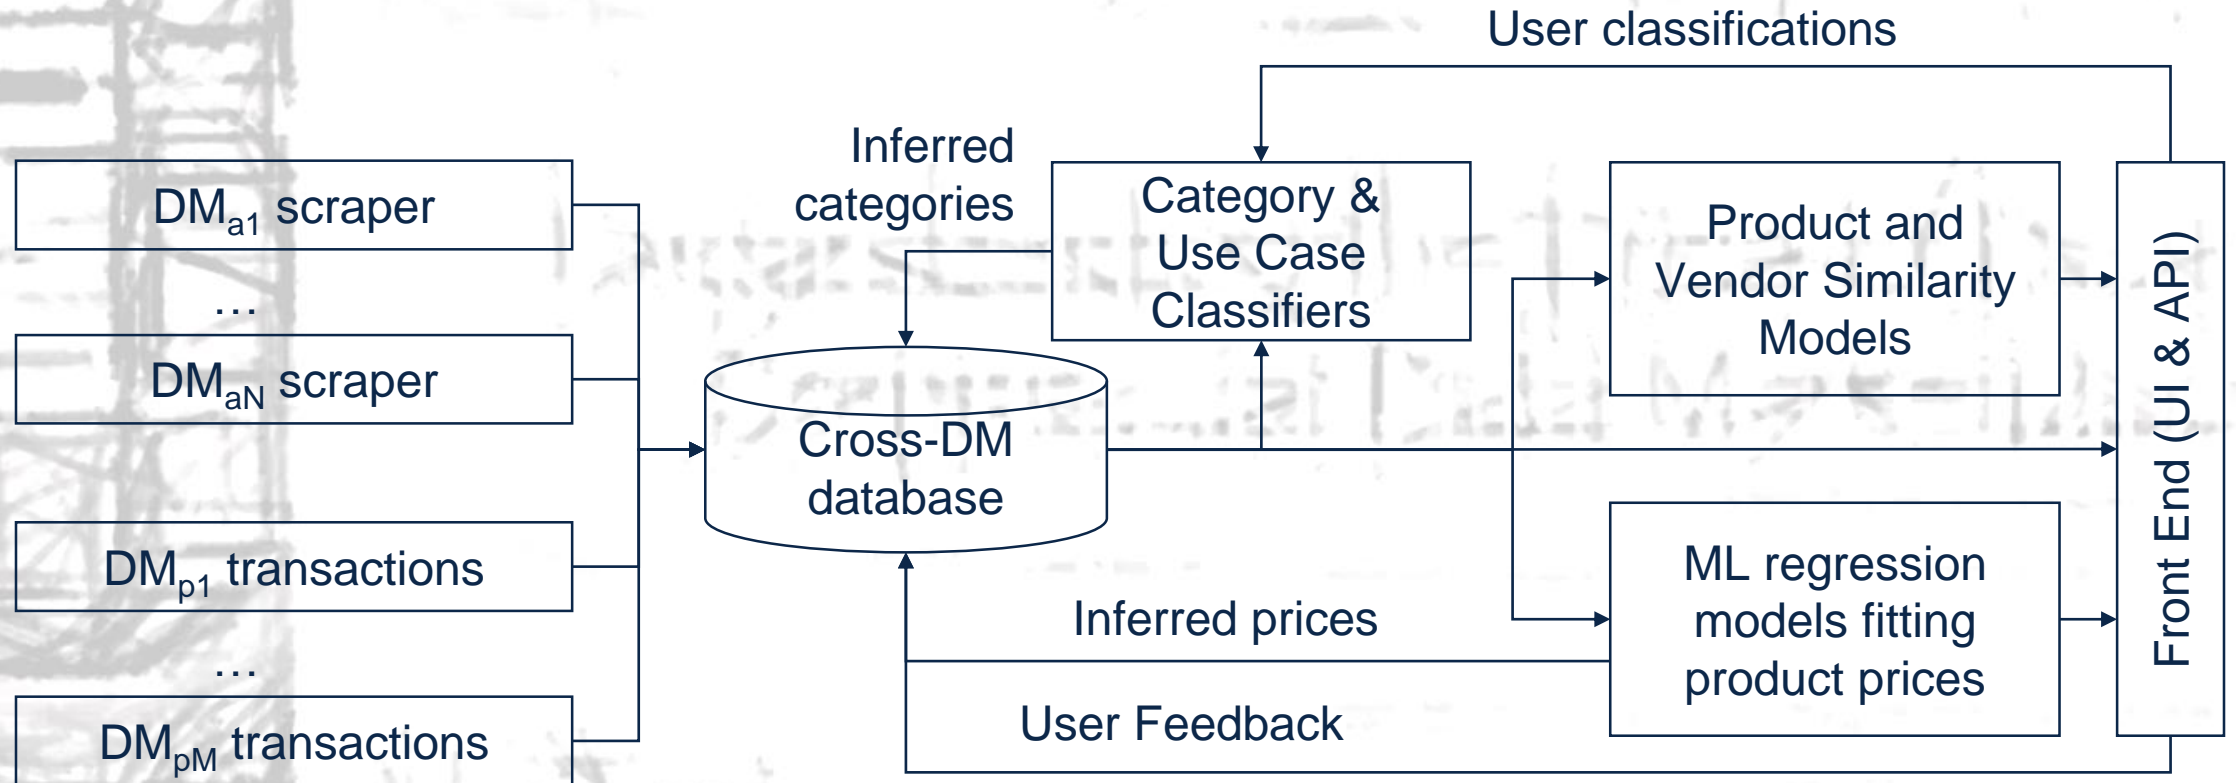 User classifications
Inferred
categories
DMa1 scraper
…
DMaN scraper
DMp1 transactions
…
DMpM transactions
Category &
Use Case
Classifiers
Cross-DM
database
Product and
Vendor Similarity
Models
ML regression
models fitting
product prices
Inferred prices
User Feedback
Front End (UI & API)